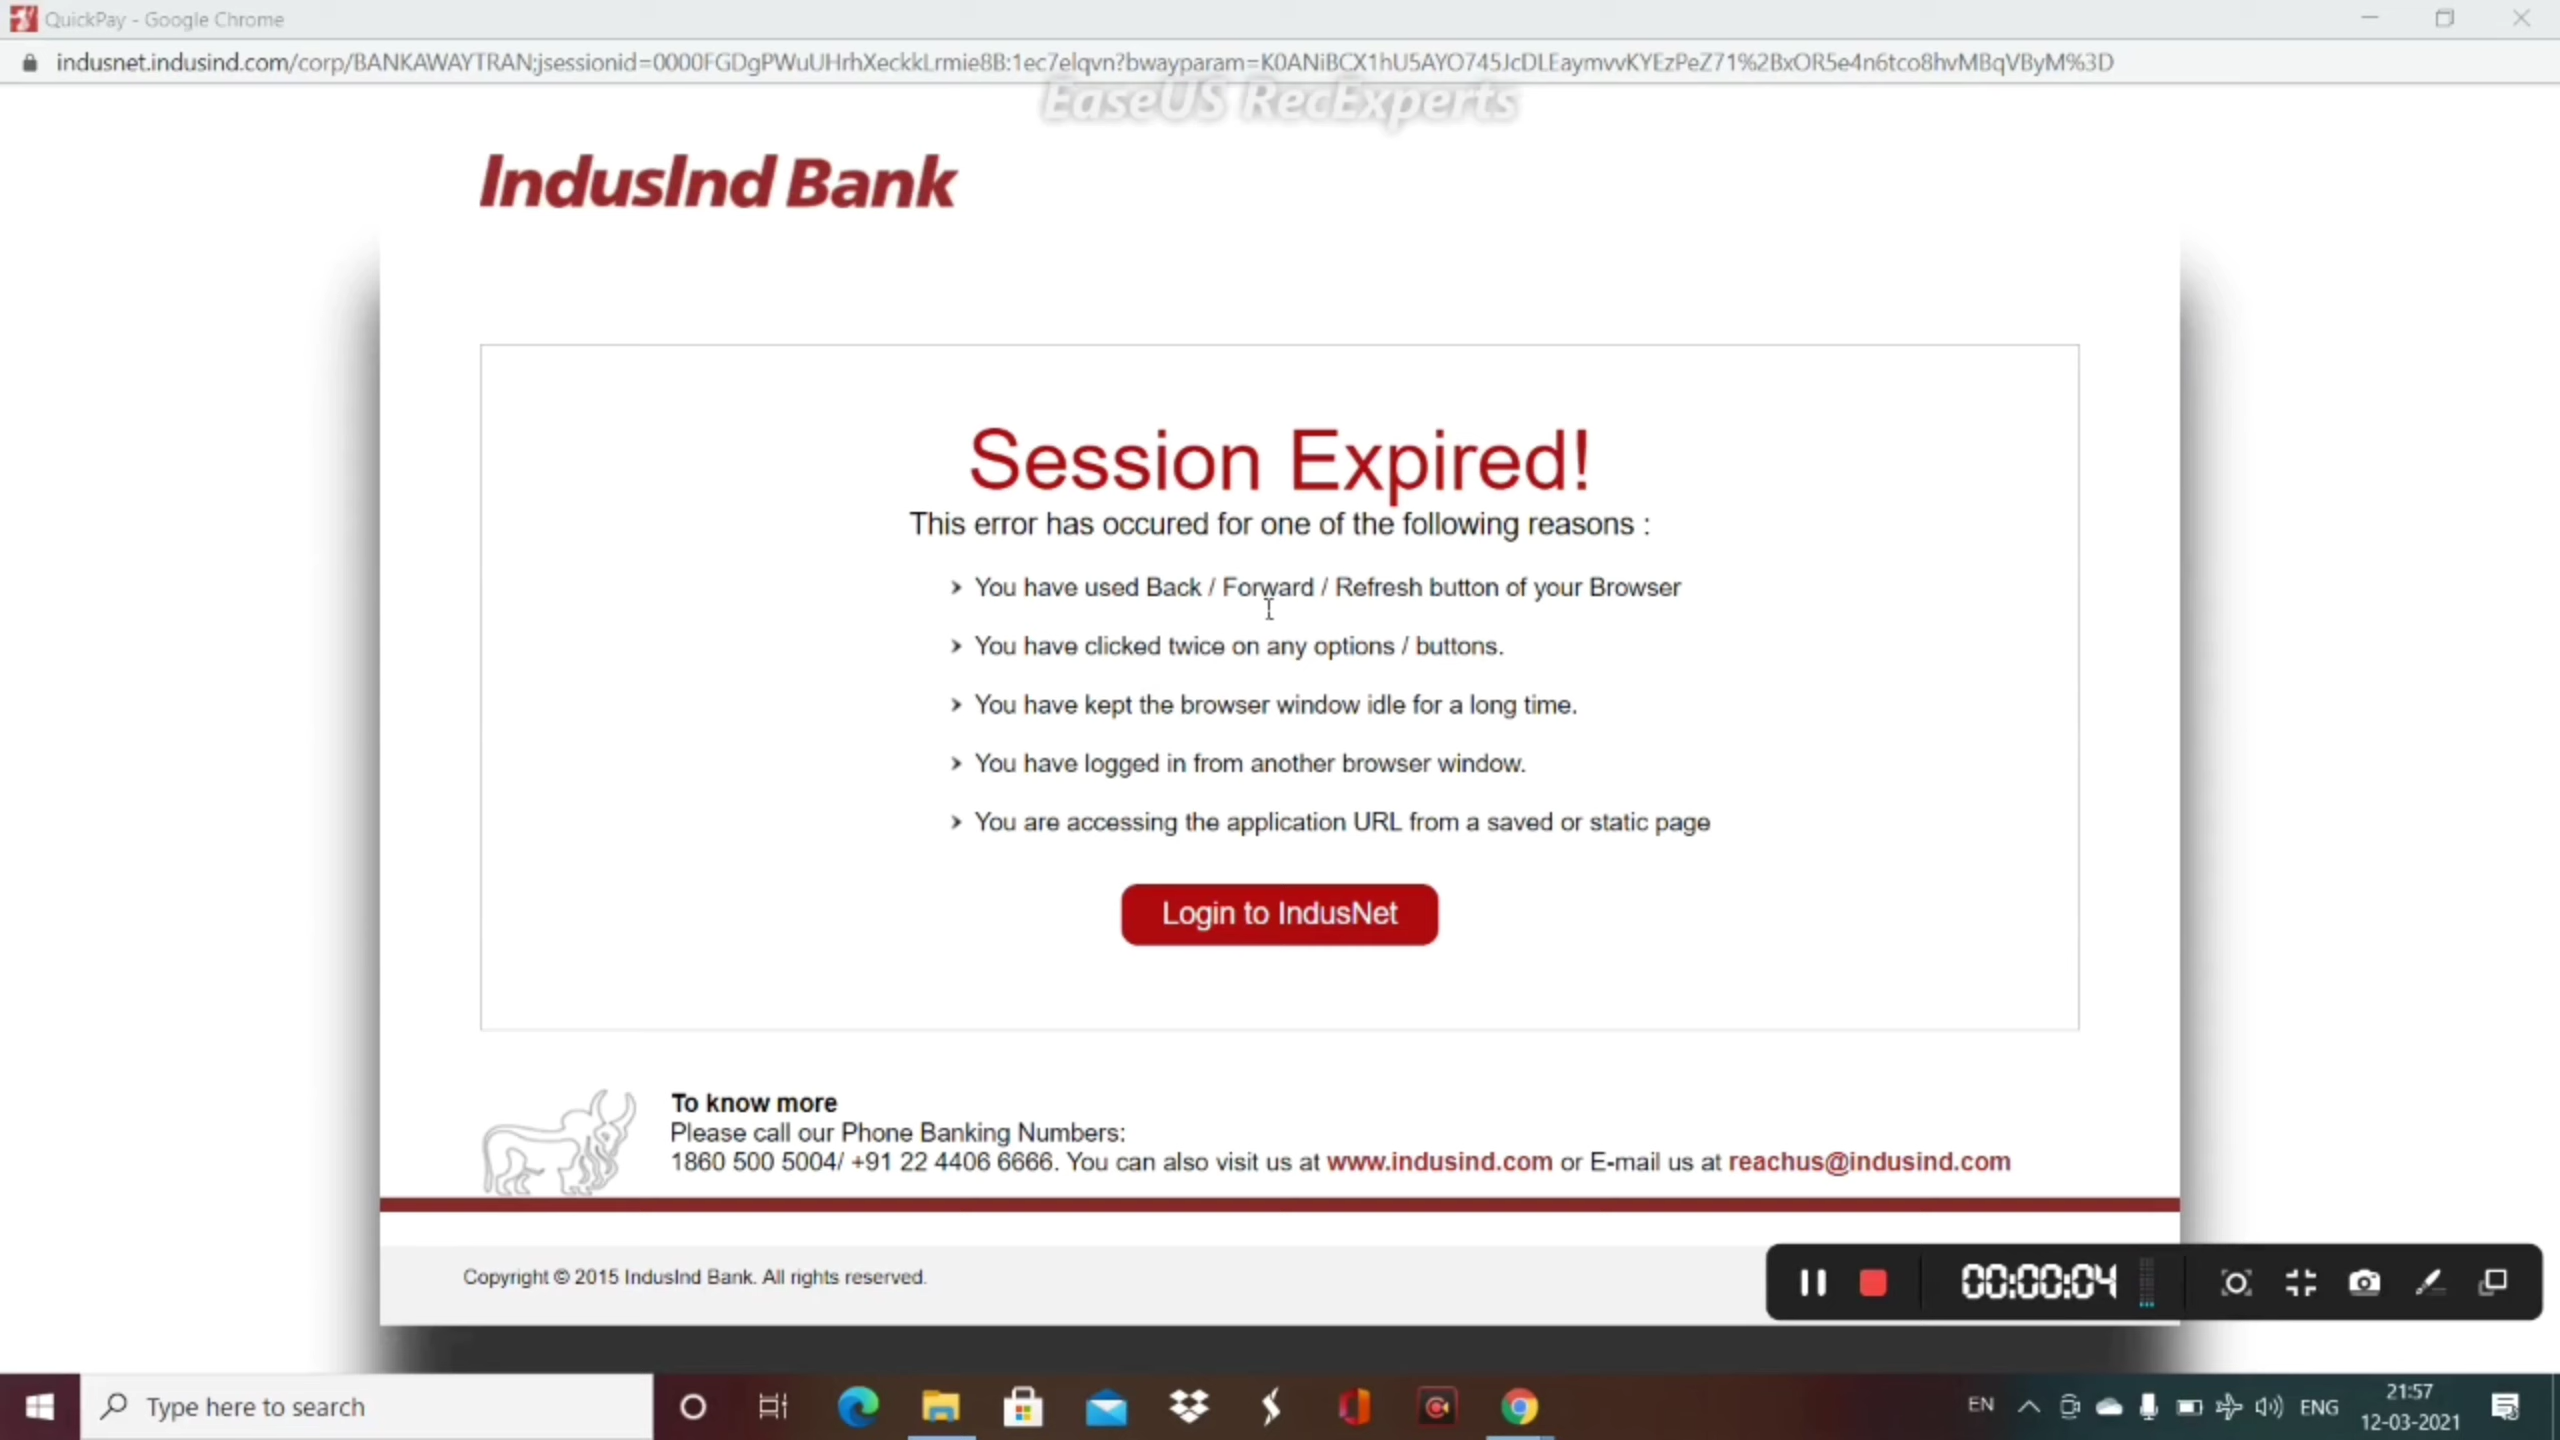 QuickPay - Google Chrome
indusnet.indusind.com/corp/BANKAWAYTRAN;jsessionid=0000FGDgPWuUHrhXeckkLrmie8B:1ec7elqvn?bwayparam=K0ANiBCX1hU5AYO745JcDLEaymvvKYEzPeZ71%2BxOR5e4n6tco8hvMBqVByM%3D
EaseUS RecExperts
IndusInd Bank
Session Expired!
This error has occured for one of the following reasons :
You have used Back / Forward / Refresh button of your Browser
You have clicked twice on any options / buttons.
You have kept the browser window idle for a long time.
You have logged in from another browser window.
You are accessing the application URL from a saved or static page
Login to IndusNet
To know more
Please call our Phone Banking Numbers:
1860 500 5004/ +91 22 4406 6666. You can also visit us at www.indusind.com or E-mail us at reachus@indusind.com
Copyright © 2015 IndusInd Bank. All rights reserved.
00:00:04
Type here to search
EN
ENG
21:57
12-03-2021